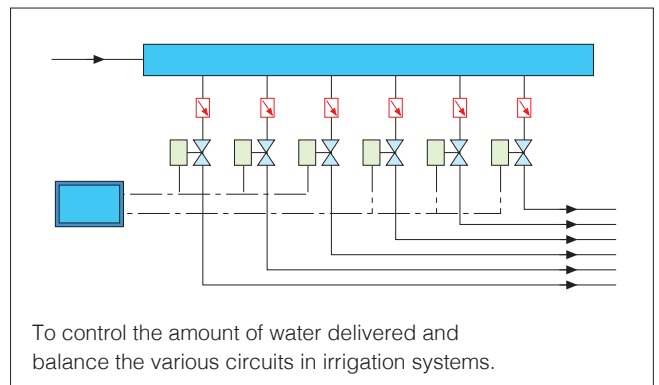 To control the amount of water delivered and
balance the various circuits in irrigation systems.